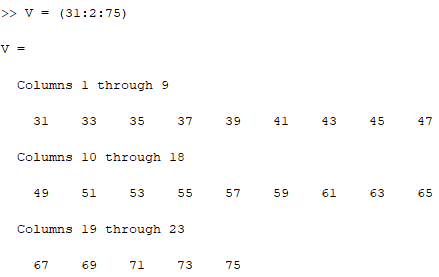 >> V = (31:2:75)
V =
Columns 1 through 9
31 33 35 37 39 41 43 45 47
Columns 10 through 18
49 51 53 55 57 59 61 63 65
Columns 19 through 23
67 69 71 73 75